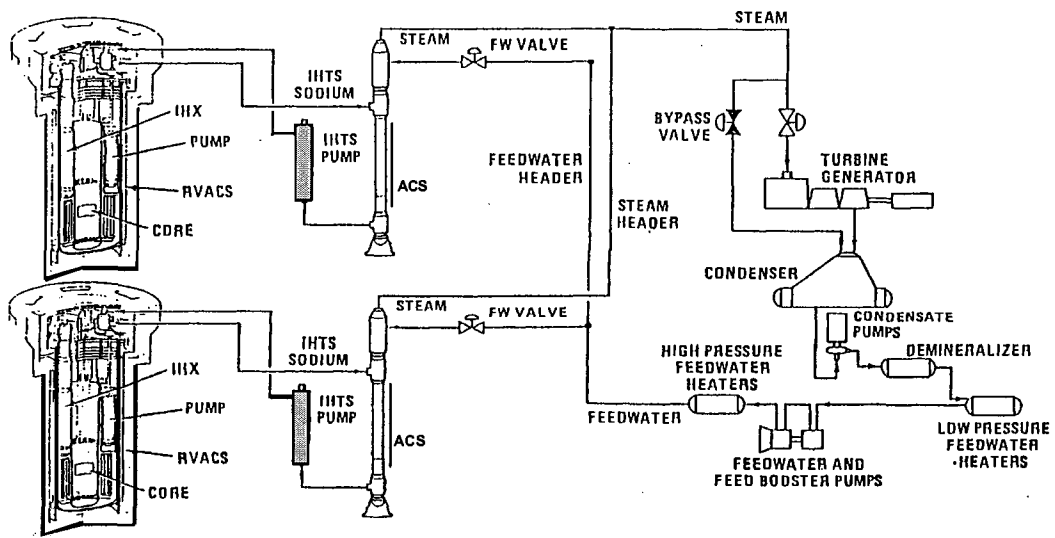 STEAM
STEAM
FW VALVE
IHTS
SODIUM
IHX
PUMP
RVACS
CORE
IHTS
PUMP
ACS
FEEDWATER
HEADER
STEAM
HEADER
BYPASS
VALVE
TURBINE
GENERATOR
CONDENSER
CONDENSATE
PUMPS
DEMINERALIZER
HIGH PRESSURE
FEEDWATER
HEATERS
LOW PRESSURE
FEEDWATER
HEATERS
FEEDWATER
FEEDWATER AND
FEED BOOSTER PUMPS
STEAM
FW VALVE
IHTS
SODIUM
IHX
PUMP
RVACS
CORE
IHTS
PUMP
ACS